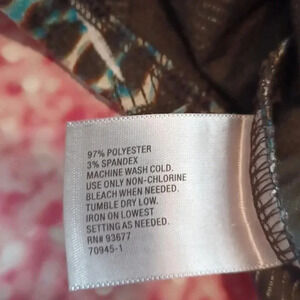 97% POLYESTER
3% SPANDEX
MACHINE WASH COLD.
USE ONLY NON-CHLORINE
BLEACH WHEN NEEDED.
TUMBLE DRY LOW.
IRON ON LOWEST
SETTING AS NEEDED.
RN# 93677
70945-1